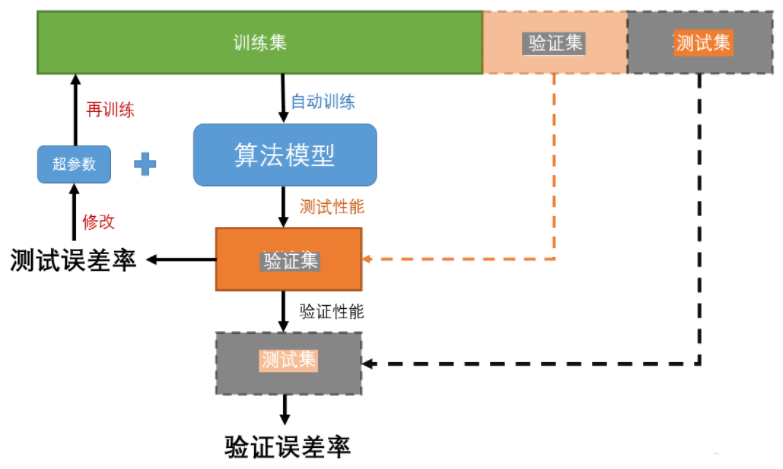 训练集
验证集
测试集
再训练
自动训练
超参数
算法模型
修改
测试性能
测试误差率
验证集
验证性能
测试集
验证误差率